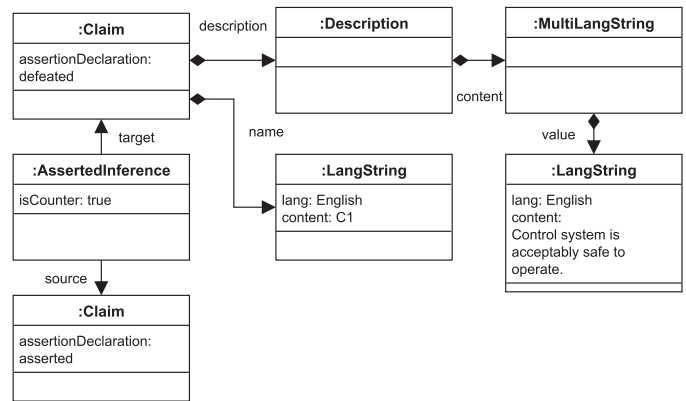 :Claim
assertionDeclaration:
defeated
description
:Description
content
:MultiLangString
name
value
target
:AssertedInference
isCounter: true
:LangString
lang: English
content: C1
:LangString
lang: English
content:
Control system is
acceptably safe to
operate.
source
:Claim
assertionDeclaration:
asserted